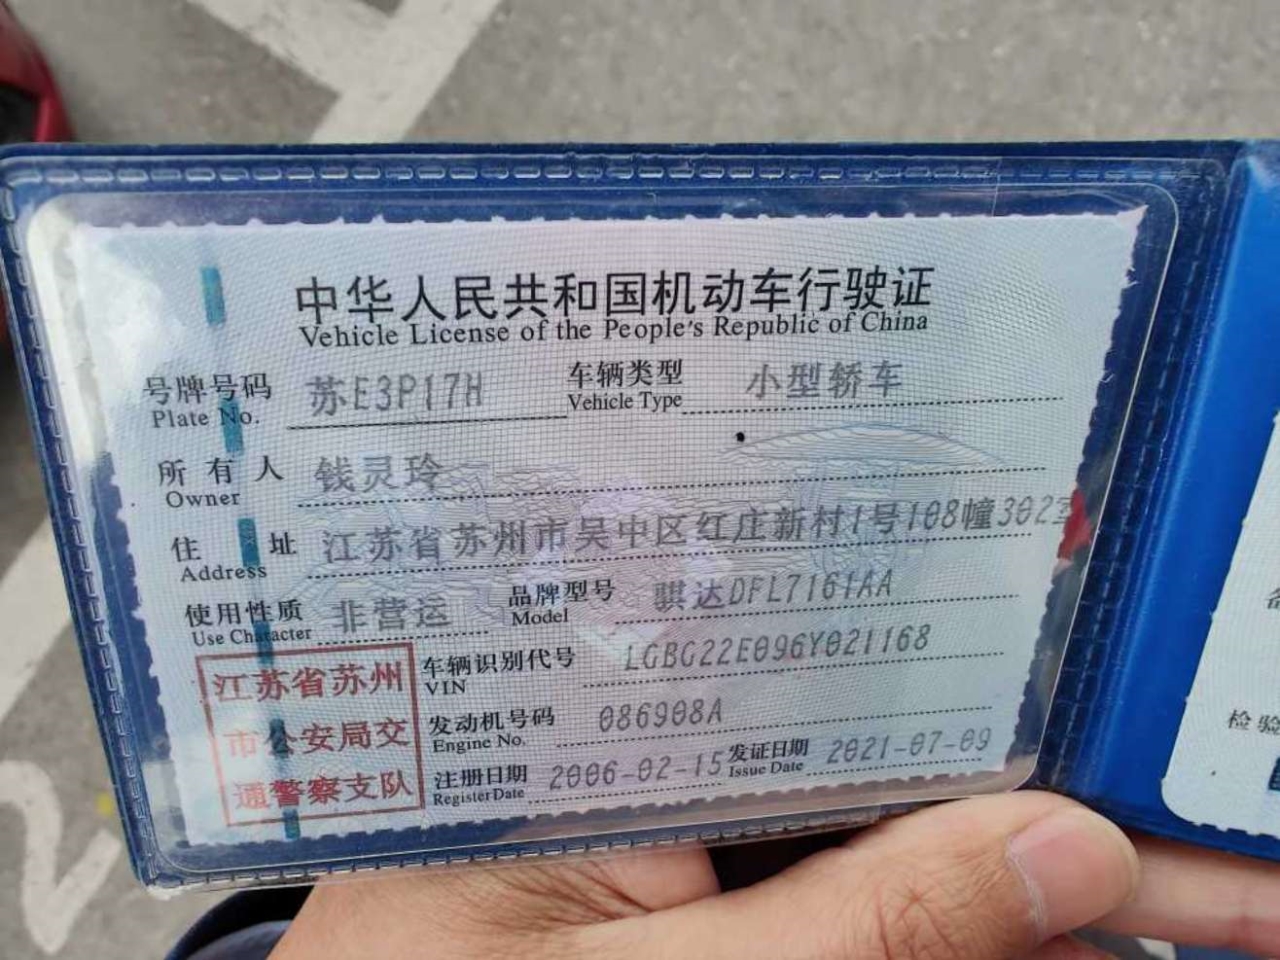 中华人民共和国机动车行驶证
Vehicle License of the People's Republic of China
号牌号码 苏E3P17H 车辆类型 小型轿车
Plate No. Vehicle Type
所有人 钱灵玲
Owner
住址 江苏省苏州市吴中区红庄新村1号108幢302室
Address
使用性质 非营运 品牌型号 骐达DFL7161AA
Use Character Model
江苏省苏州
市公安局交
通警察支队
车辆识别代号 LGBG22E096Y021168
VIN
发动机号码 086908A
Engine No.
注册日期 2006-02-15 发证日期 2021-07-09
Register Date Issue Date
检验
2